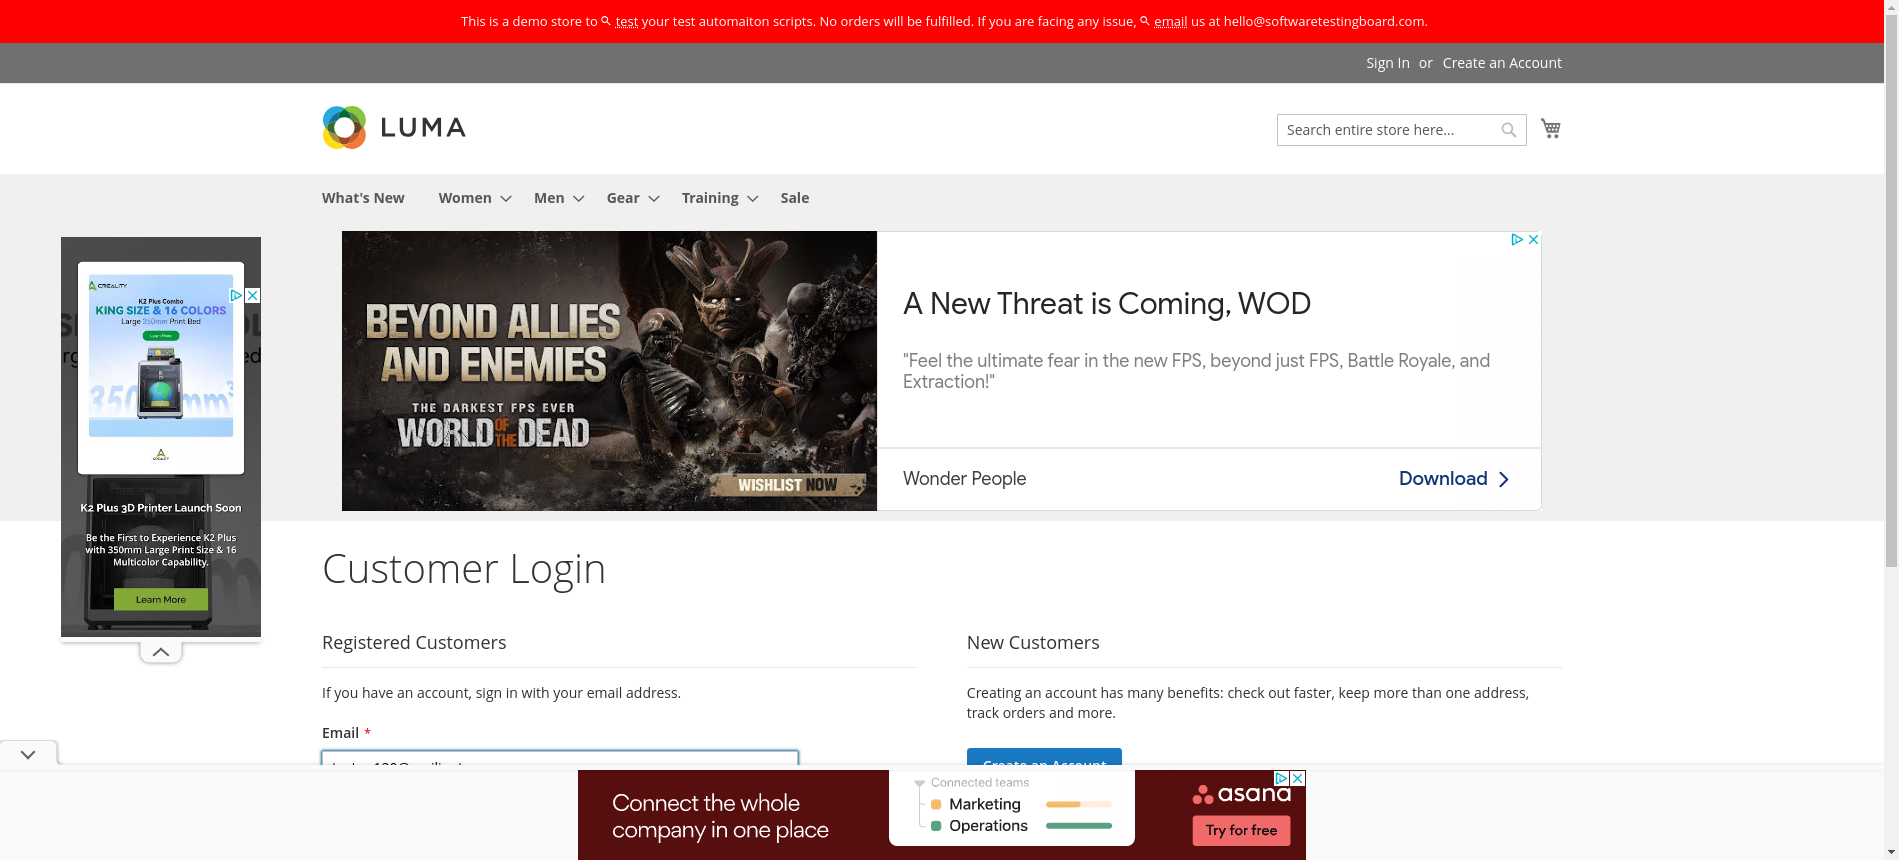 This is a demo store to test your test automaiton scripts. No orders will be fulfilled. If you are facing any issue, email us at hello@softwaretestingboard.com.
Sign In or Create an Account
LUMA
Search entire store here...
What's New Women Men Gear Training Sale
CREALITY
K2 Plus Combo
KING SIZE & 16 COLORS
Large 350mm Print Bed
Learn More
CREALITY
K2 Plus 3D Printer Launch Soon
Be the First to Experience K2 Plus
with 350mm Large Print Size & 16
Multicolor Capability.
Learn More
BEYOND ALLIES
AND ENEMIES
THE DARKEST FPS EVER
WORLD OF THE DEAD
WISHLIST NOW
A New Threat is Coming, WOD
"Feel the ultimate fear in the new FPS, beyond just FPS, Battle Royale, and
Extraction!"
Wonder People
Download
Customer Login
Registered Customers
If you have an account, sign in with your email address.
Email *
New Customers
Creating an account has many benefits: check out faster, keep more than one address,
track orders and more.
Create an Account
Connect the whole
company in one place
Connected teams
Marketing
Operations
asana
Try for free